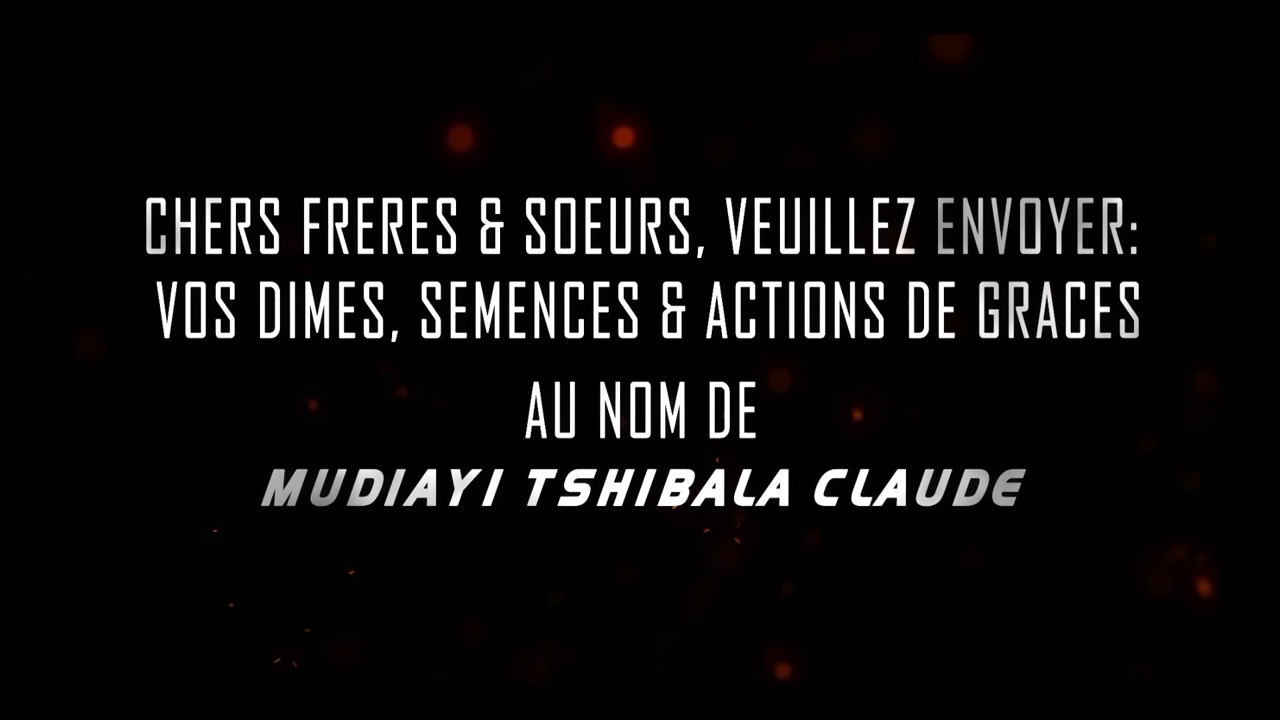 CHERS FRERES & SOEURS, VEUILLEZ ENVOYER:
VOS DIMES, SEMENCES & ACTIONS DE GRACES
AU NOM DE
MUDIAYI TSHIBALA CLAUDE